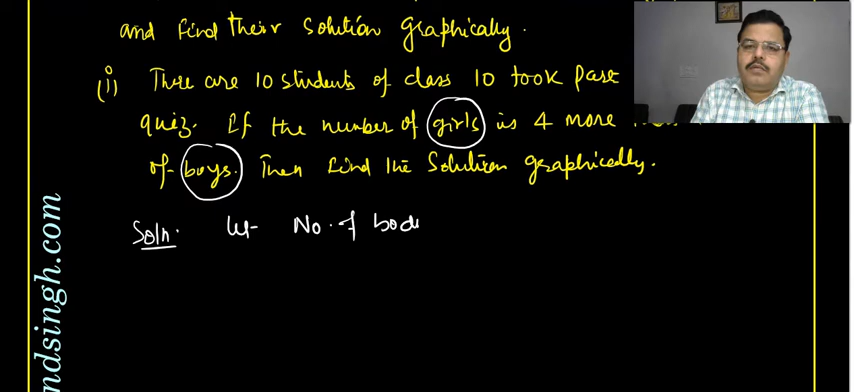 and find their solution graphically.
(i) There are 10 students of class 10 took part
quiz. If the number of girls is 4 more
of boys. Then find the solution graphically.
Soln. Let No. of bod
ndsingh.com